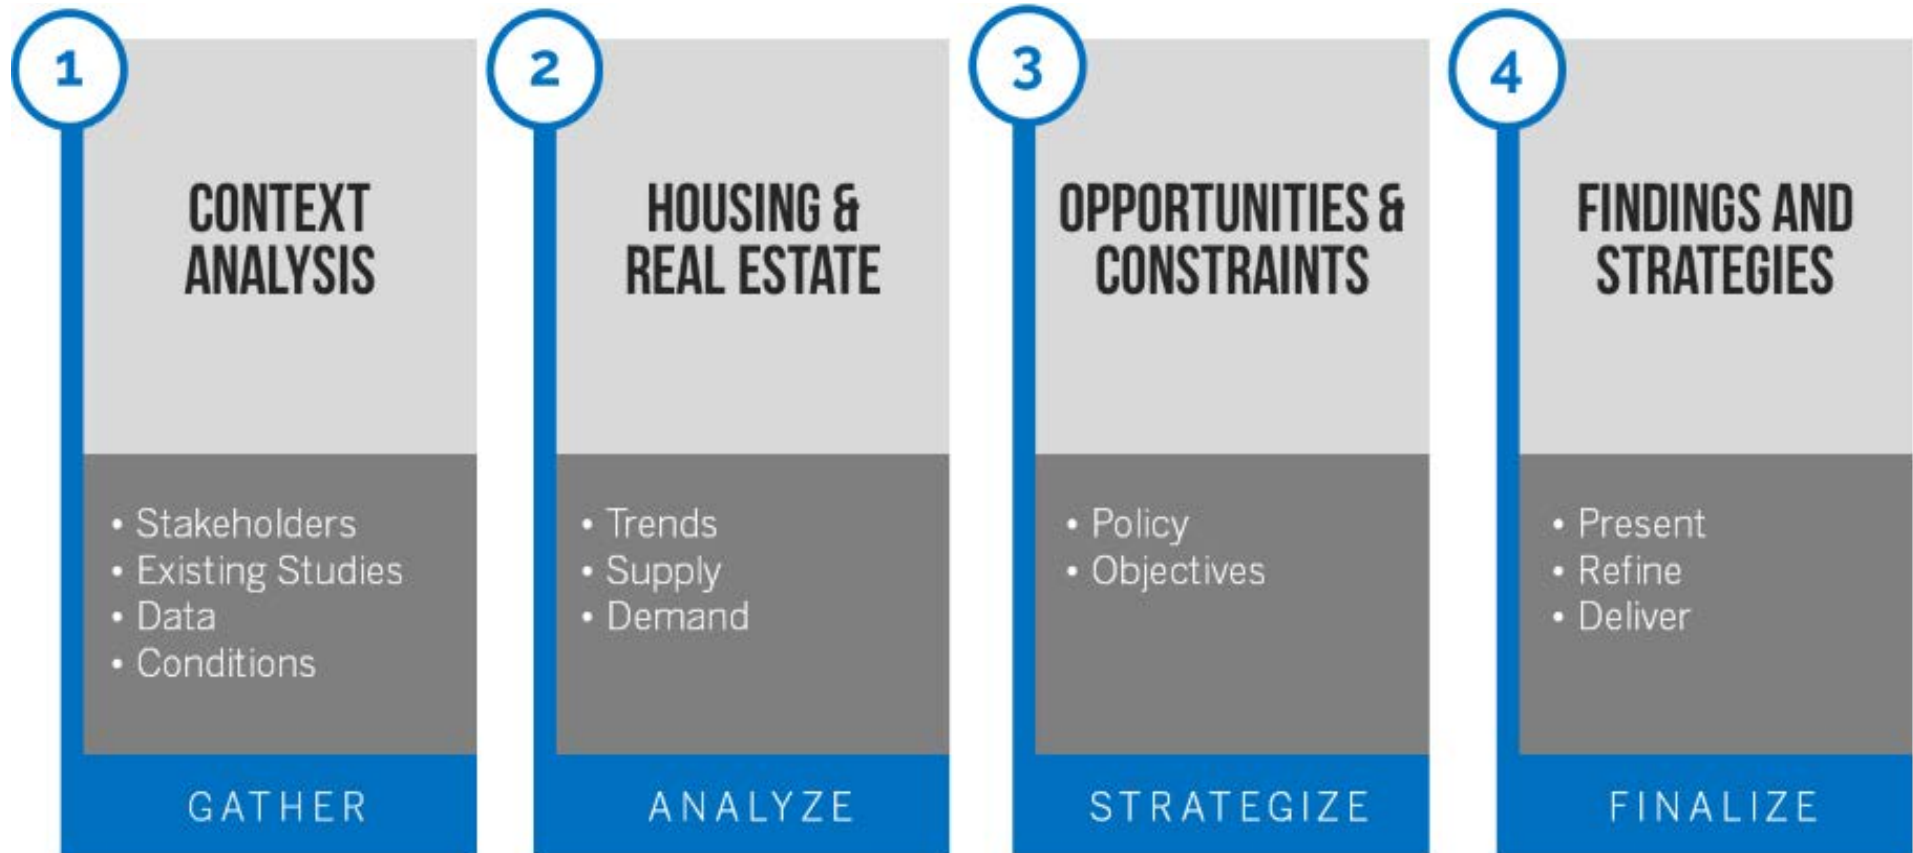 1
CONTEXT
ANALYSIS
• Stakeholders
• Existing Studies
• Data
• Conditions
GATHER
2
HOUSING &
REAL ESTATE
• Trends
• Supply
• Demand
ANALYZE
3
OPPORTUNITIES &
CONSTRAINTS
• Policy
• Objectives
STRATEGIZE
4
FINDINGS AND
STRATEGIES
• Present
• Refine
• Deliver
FINALIZE